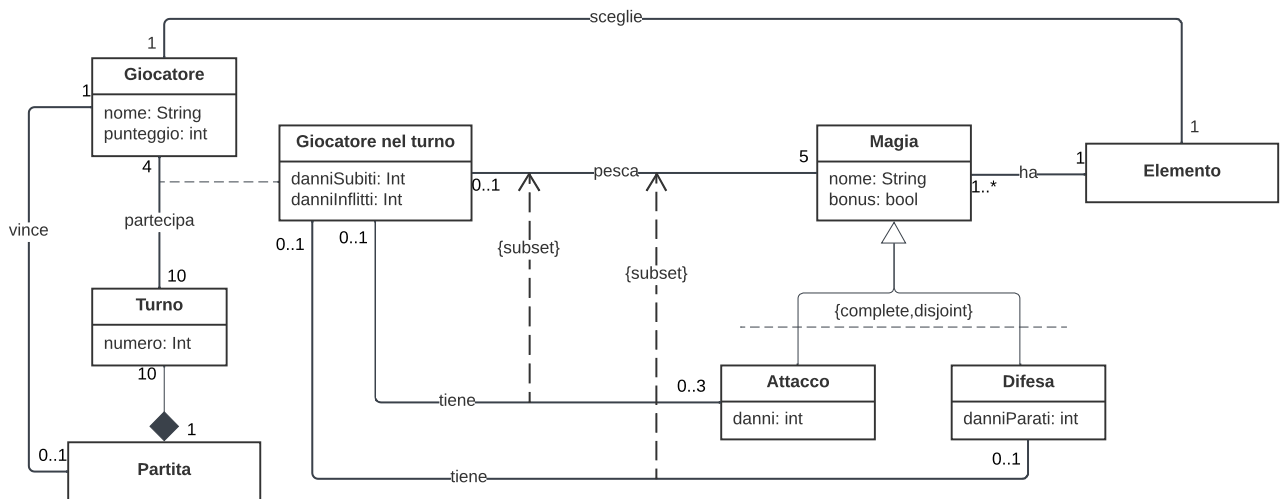 sceglie
1
Giocatore
1
nome: String
punteggio: int
4
Giocatore nel turno
danniSubiti: Int
danniInflitti: Int
0..1
pesca
5
Magia
nome: String
bonus: bool
1..*
ha
1
1
Elemento
partecipa
vince
0..1
0..1
{subset}
{subset}
10
Turno
numero: Int
10
1
{complete,disjoint}
0..3
Attacco
danni: int
Difesa
danniParati: int
tiene
0..1
0..1
Partita
tiene